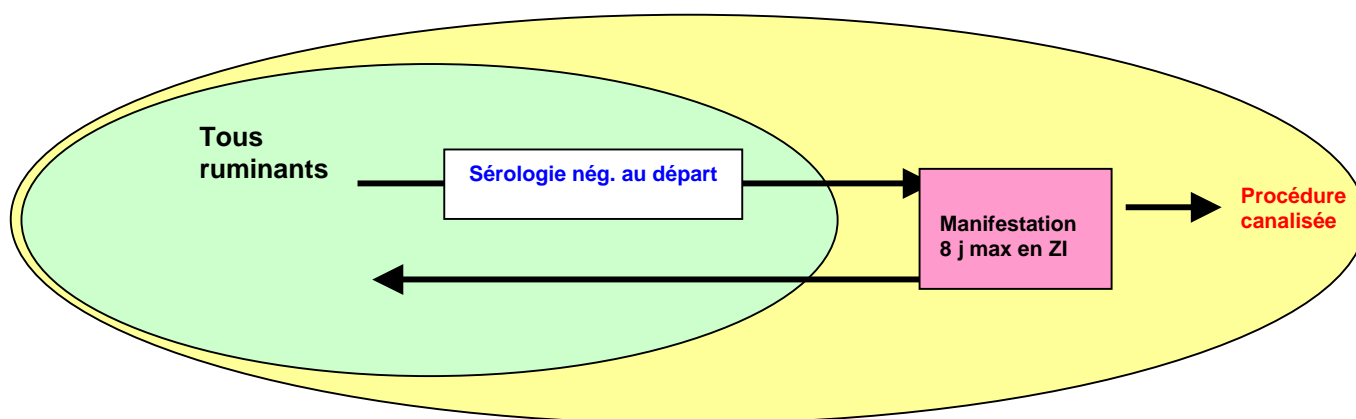 Tous
ruminants
Sérologie nég. au départ
Manifestation
8 j max en ZI
Procédure
canalisée